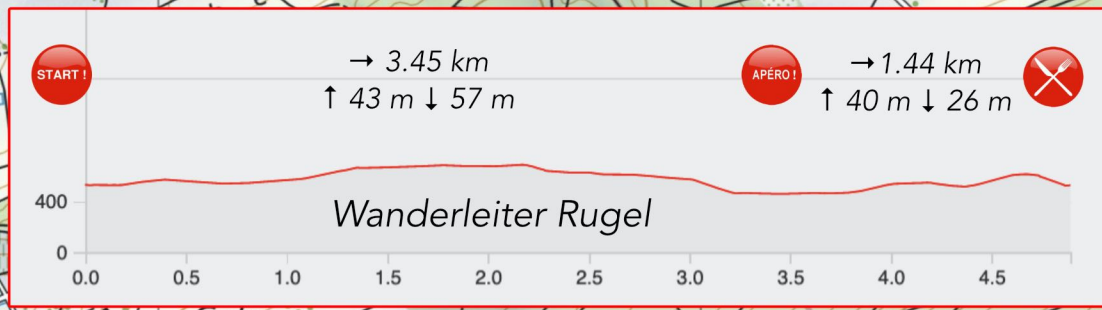 START !
→ 3.45 km
↑ 43 m ↓ 57 m
APÉRO !
→ 1.44 km
↑ 40 m ↓ 26 m
400
Wanderleiter Rugel
0
0.0 0.5 1.0 1.5 2.0 2.5 3.0 3.5 4.0 4.5